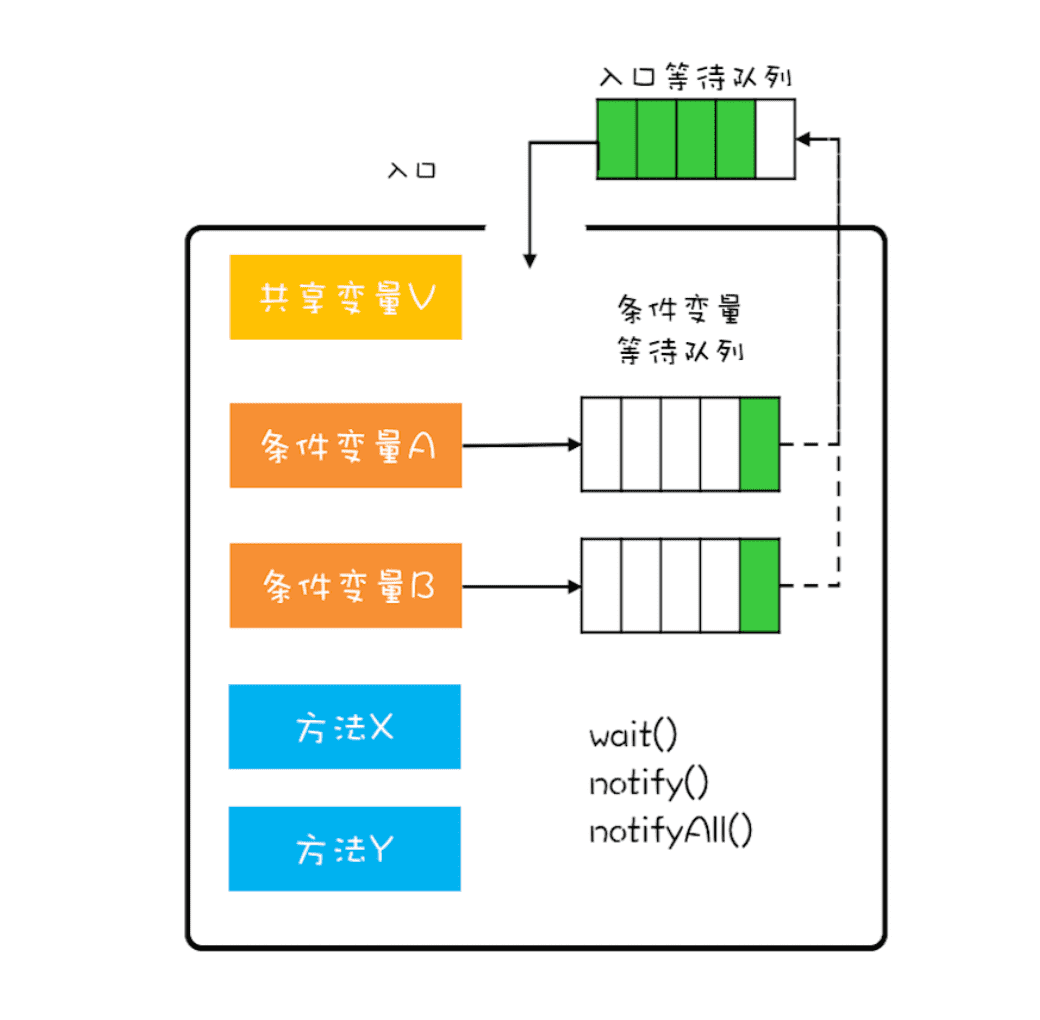 入口等待队列
入口
共享变量V
条件变量
等待队列
条件变量A
条件变量B
方法X
wait()
notify()
notifyAll()
方法Y